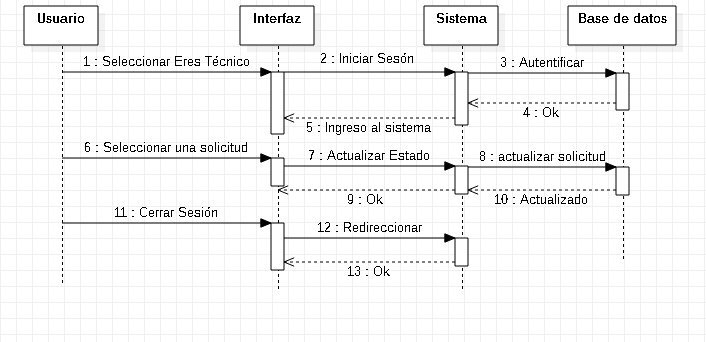 Usuario
Interfaz
Sistema
Base de datos
1 : Seleccionar Eres Técnico
2 : Iniciar Sesón
3 : Autentificar
4 : Ok
5 : Ingreso al sistema
6 : Seleccionar una solicitud
7 : Actualizar Estado
8 : actualizar solicitud
9 : Ok
10 : Actualizado
11 : Cerrar Sesión
12 : Redireccionar
13 : Ok